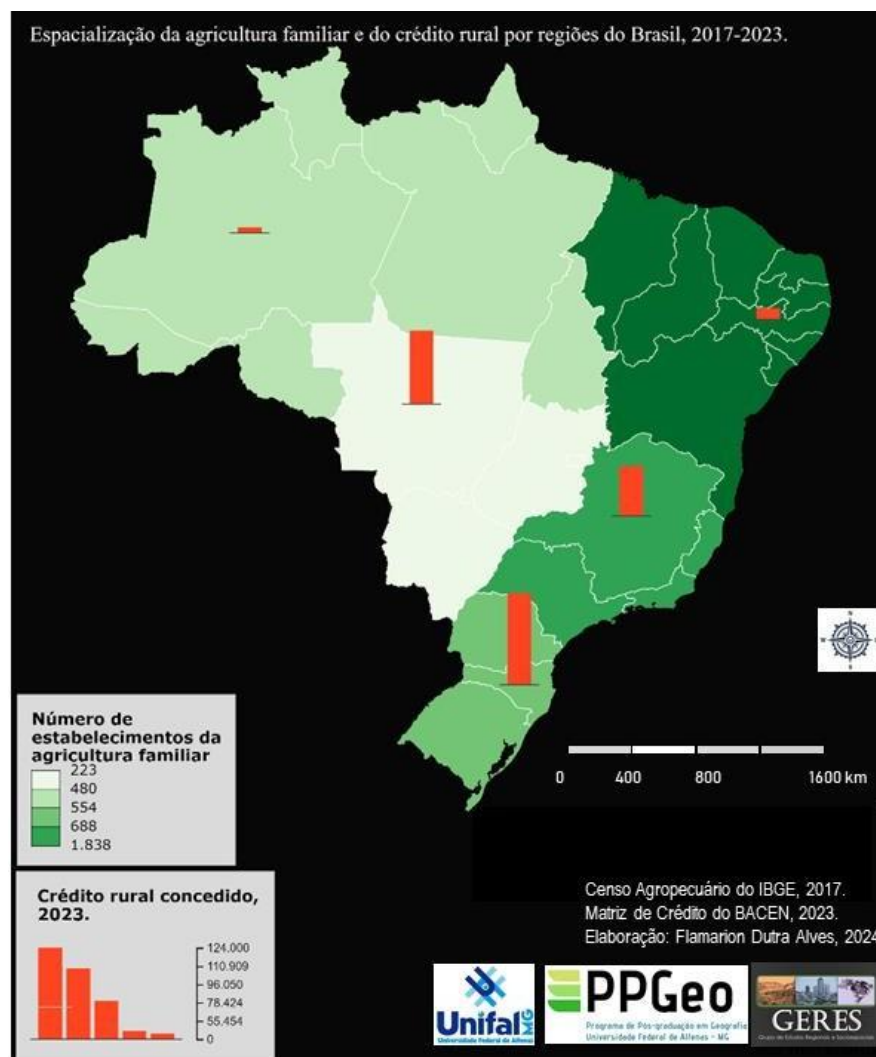 Espacialização da agricultura familiar e do crédito rural por regiões do Brasil, 2017-2023.
Número de
estabelecimentos da
agricultura familiar
223
480
554
688
1.838
0 400 800 1600 km
Crédito rural concedido,
2023.
124.000
110.909
96.050
78.424
55.454
0
Censo Agropecuário do IBGE, 2017.
Matriz de Crédito do BACEN, 2023.
Elaboração: Flamarion Dutra Alves, 2024
Unifal MG
Universidade Federal de Alfenas
PPGeo
Programa de Pós-graduação em Geografia
Universidade Federal de Alfenas - MG
GERES